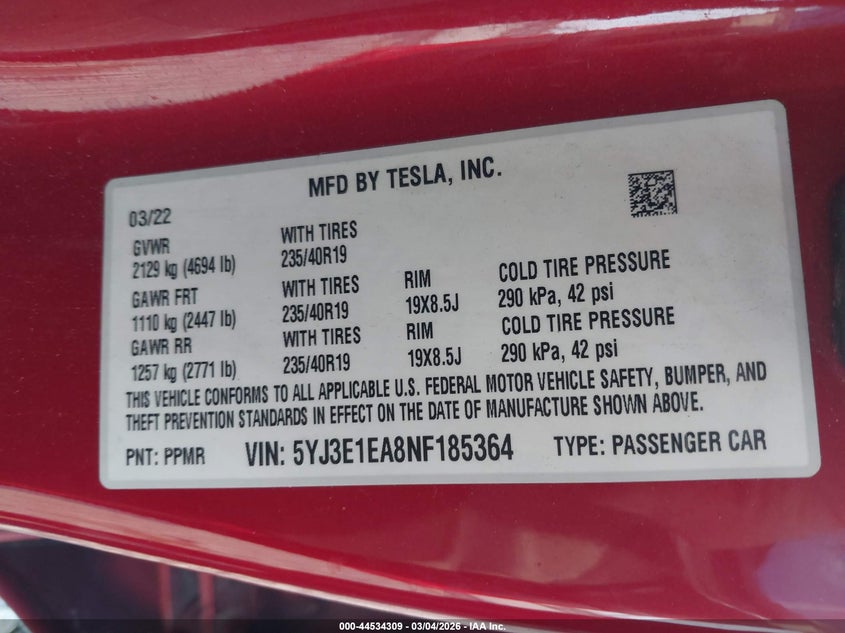 MFD BY TESLA, INC.
03/22
GVWR WITH TIRES
2129 kg (4694 lb) 235/40R19
GAWR FRT WITH TIRES RIM COLD TIRE PRESSURE
1110 kg (2447 lb) 235/40R19 19X8.5J 290 kPa, 42 psi
GAWR RR WITH TIRES RIM COLD TIRE PRESSURE
1257 kg (2771 lb) 235/40R19 19X8.5J 290 kPa, 42 psi
THIS VEHICLE CONFORMS TO ALL APPLICABLE U.S. FEDERAL MOTOR VEHICLE SAFETY, BUMPER, AND
THEFT PREVENTION STANDARDS IN EFFECT ON THE DATE OF MANUFACTURE SHOWN ABOVE.
PNT: PPMR VIN: 5YJ3E1EA8NF185364 TYPE: PASSENGER CAR
000-44534309 - 03/04/2026 - IAA Inc.